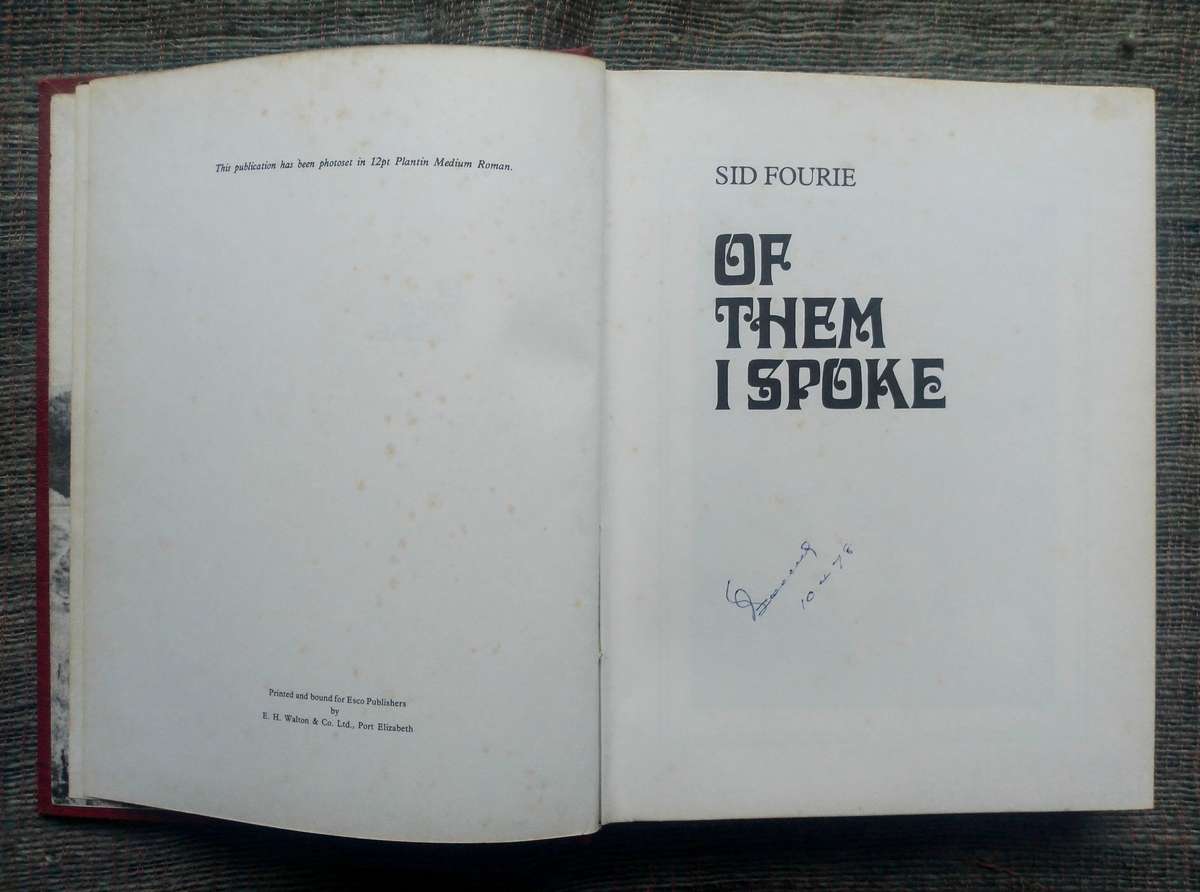 This publication has been photoset in 12pt Plantin Medium Roman.
Printed and bound for Esco Publishers
by
E. H. Walton & Co. Ltd., Port Elizabeth
SID FOURIE
OF
THEM
I SPOKE